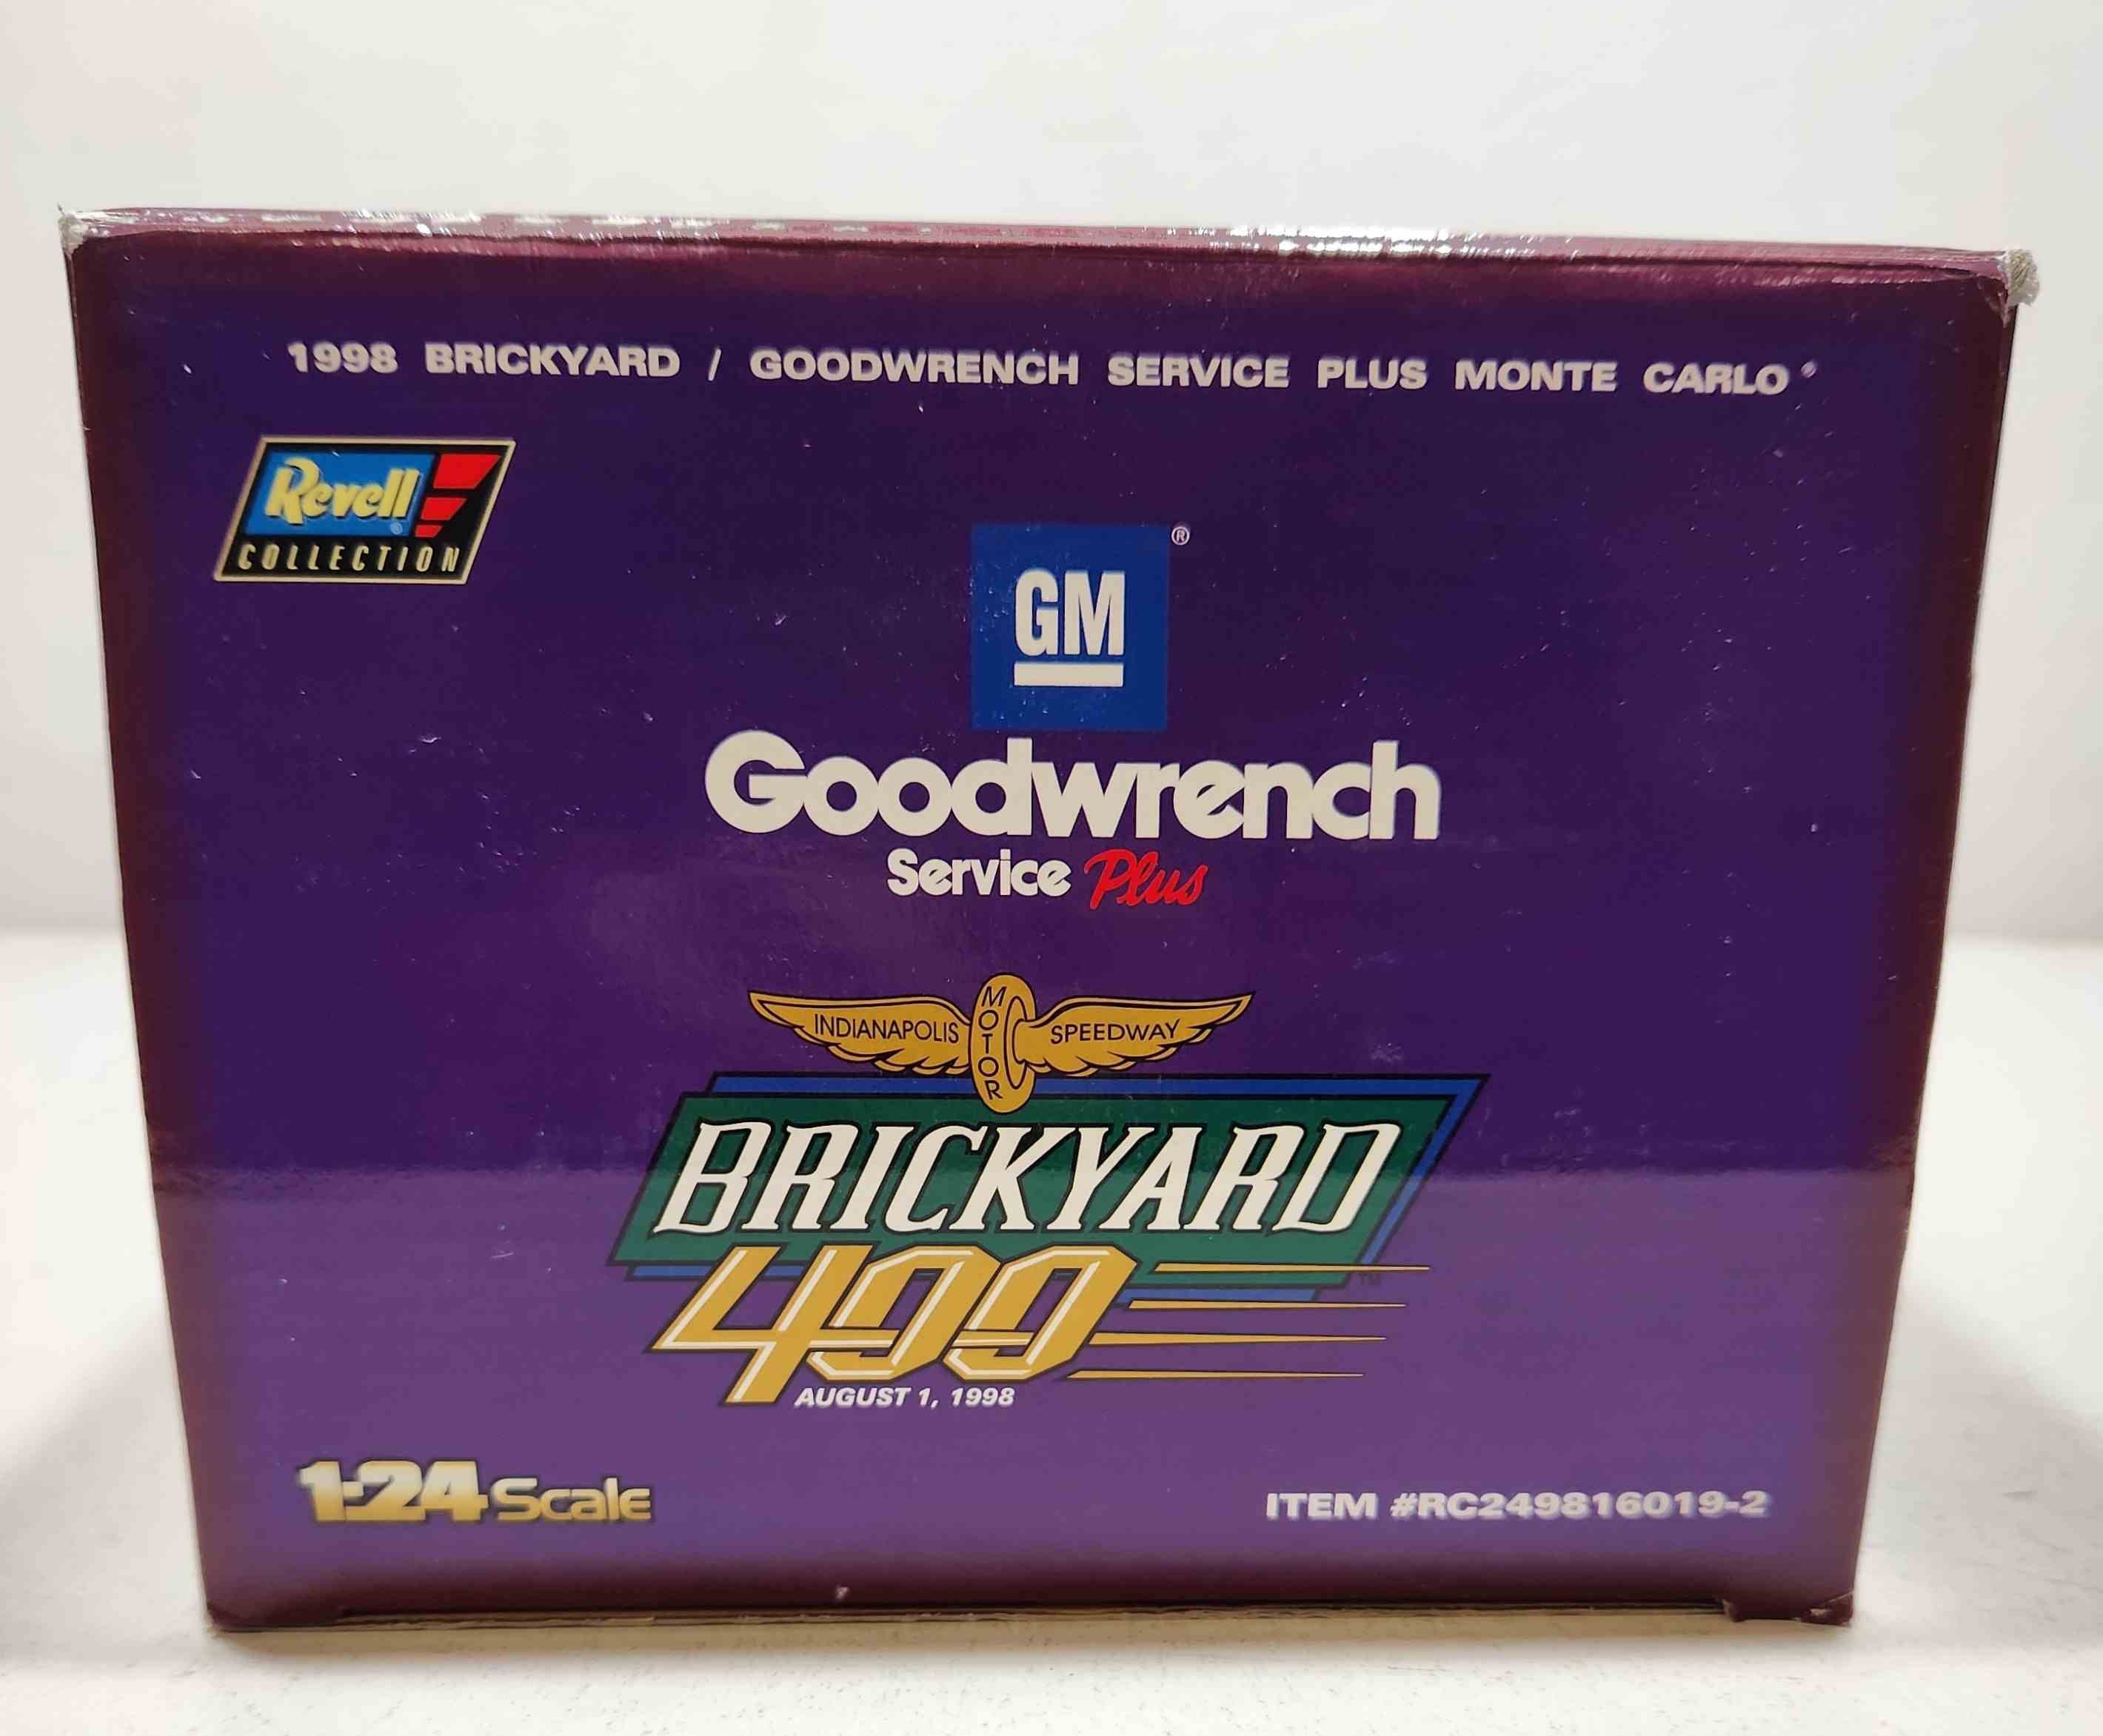 1998 BRICKYARD / GOODWRENCH SERVICE PLUS MONTE CARLO
Revell®
COLLECTION
GM®
Goodwrench
Service Plus
INDIANAPOLIS MOTOR SPEEDWAY
BRICKYARD
400™
AUGUST 1, 1998
1:24 Scale
ITEM #RC249816019-2